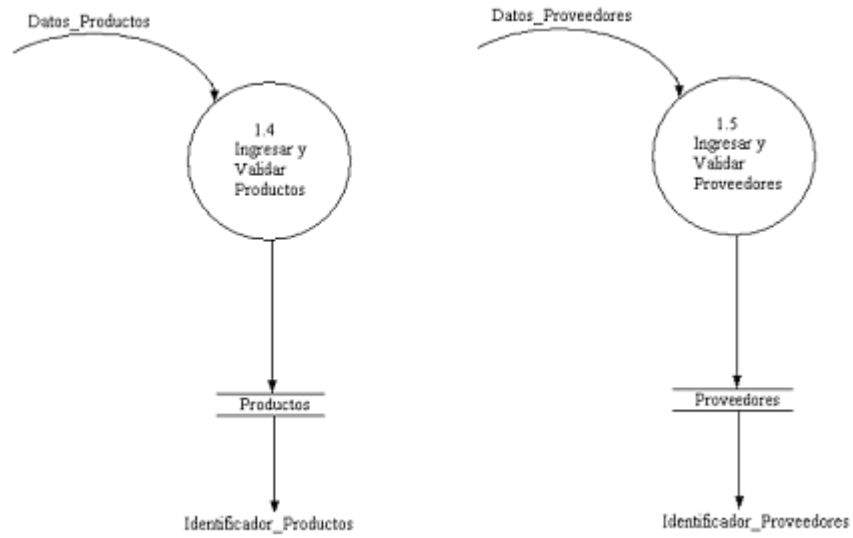 Datos_Productos
1.4
Ingresar y
Validar
Productos
Productos
Identificador_Productos
Datos_Proveedores
1.5
Ingresar y
Validar
Proveedores
Proveedores
Identificador_Proveedores